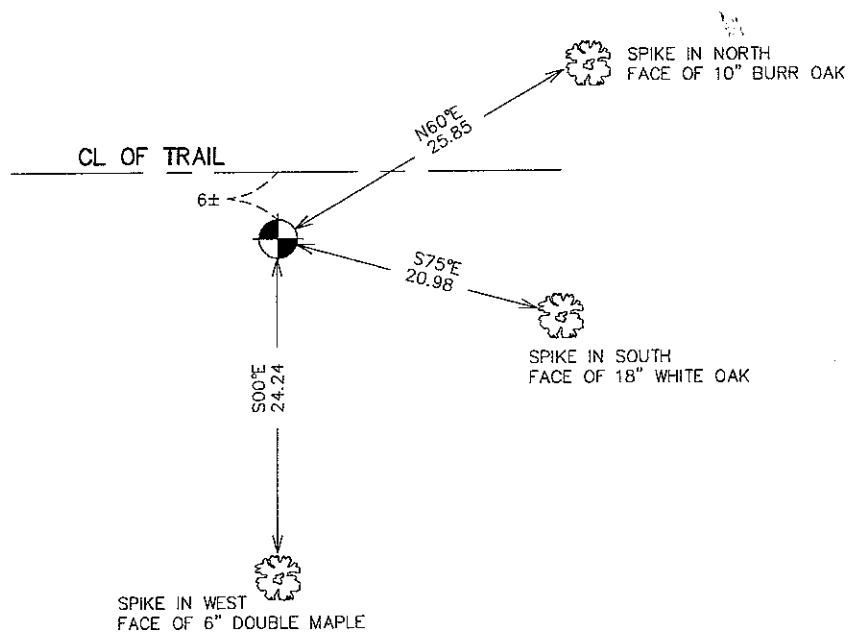 SPIKE IN NORTH
FACE OF 10" BURR OAK
N60°E
25.85
CL OF TRAIL
6±
S75°E
20.98
SPIKE IN SOUTH
FACE OF 18" WHITE OAK
S00°E
24.24
SPIKE IN WEST
FACE OF 6" DOUBLE MAPLE